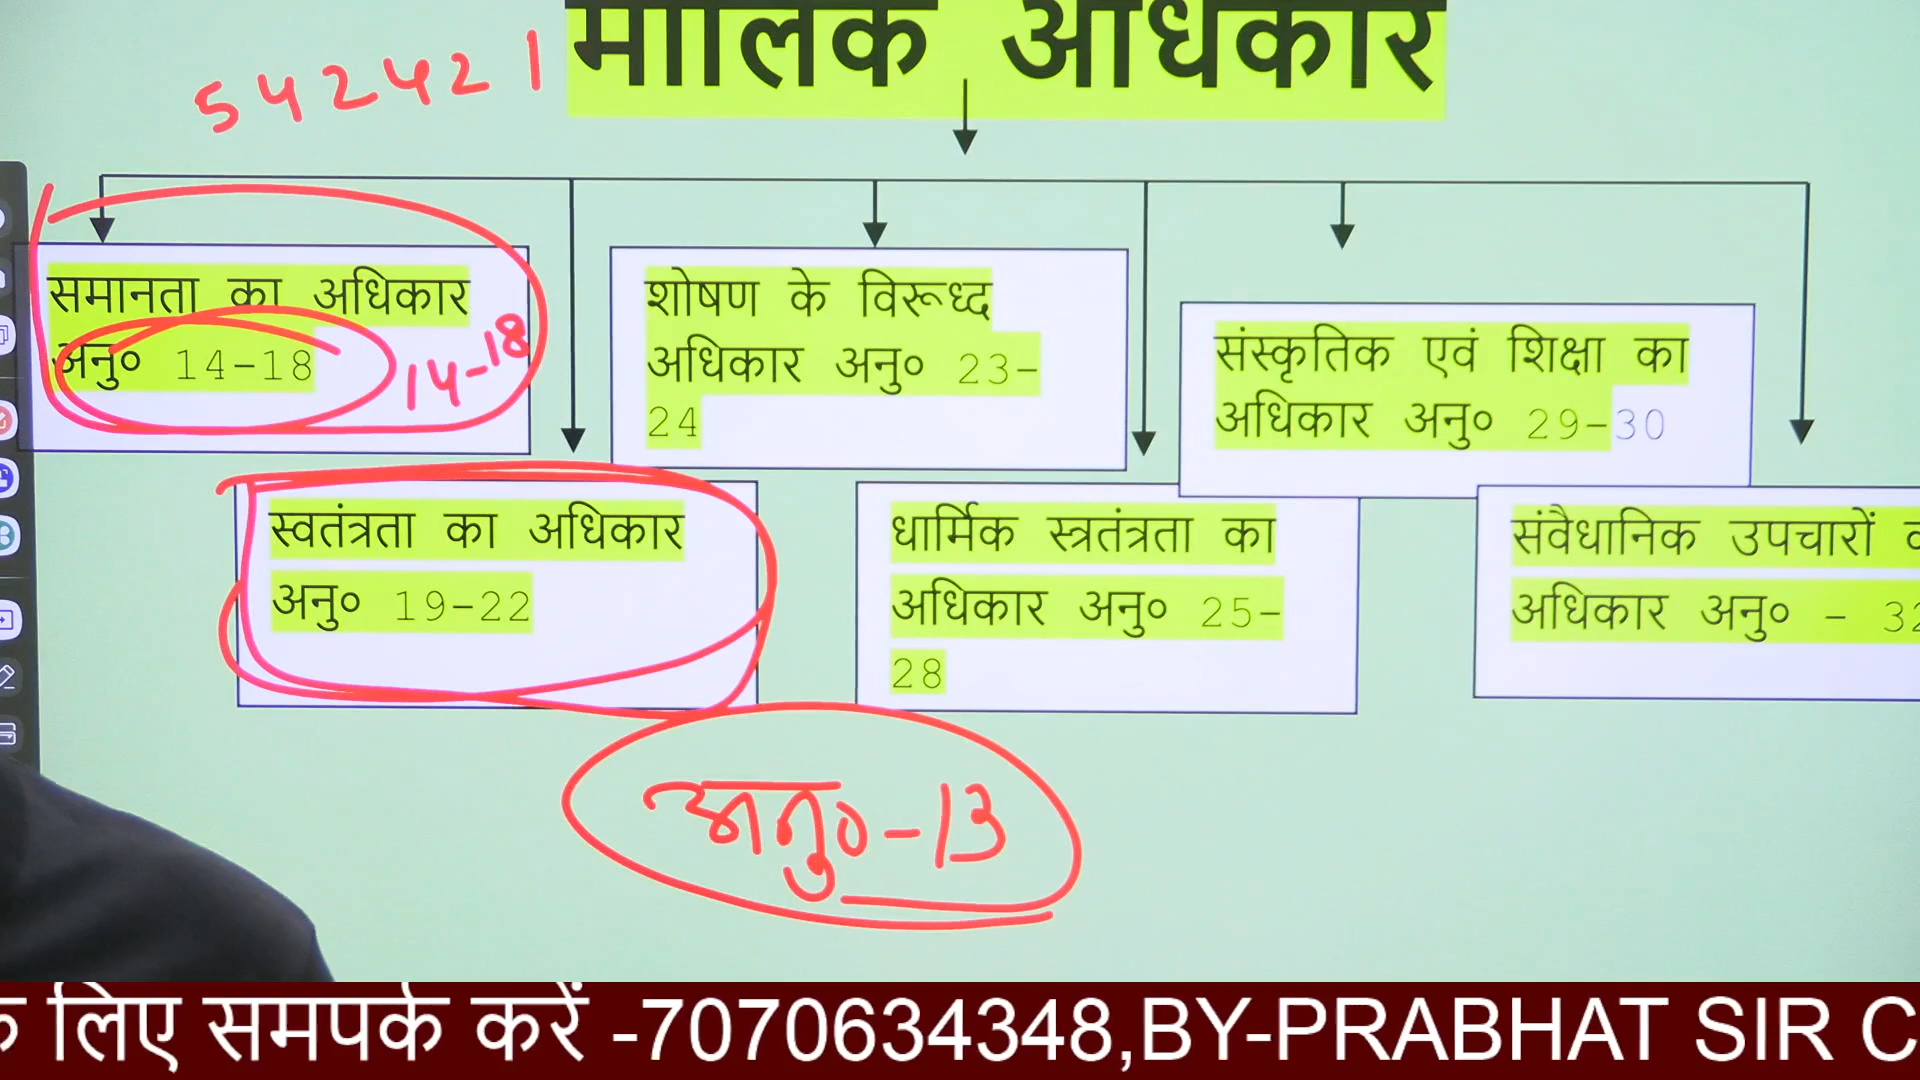 मौलिक अधिकार
542421
समानता का अधिकार
अनु० 14-18
14-18
शोषण के विरूध्द
अधिकार अनु० 23-
24
संस्कृतिक एवं शिक्षा का
अधिकार अनु० 29-30
स्वतंत्रता का अधिकार
अनु० 19-22
धार्मिक स्त्रतंत्रता का
अधिकार अनु० 25-
28
संवैधानिक उपचारों
अधिकार अनु० - 32
अनु०-13
लिए समपर्क करें -7070634348,BY-PRABHAT SIR C